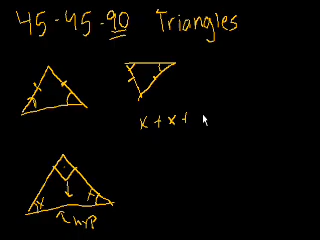 45-45-90 Triangles
x + x +
x
x
hyp